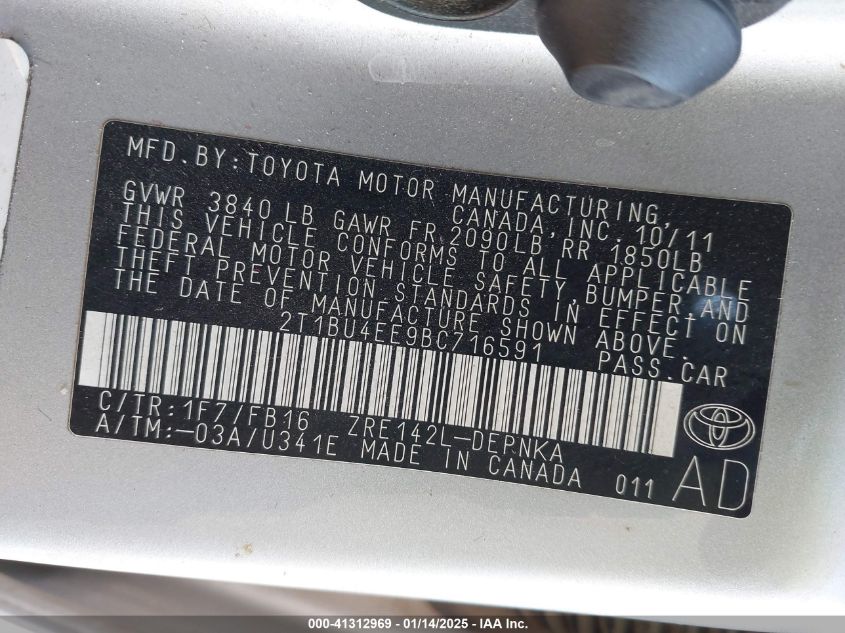 MFD. BY: TOYOTA MOTOR MANUFACTURING,
CANADA, INC. 10/11
GVWR 3840 LB GAWR FR 2090LB RR 1850LB
THIS VEHICLE CONFORMS TO ALL APPLICABLE
FEDERAL MOTOR VEHICLE SAFETY, BUMPER AND
THEFT PREVENTION STANDARDS IN EFFECT ON
THE DATE OF MANUFACTURE SHOWN ABOVE.
2T1BU4EE9BC716591 PASS. CAR
C/TR:1F7/FB16 ZRE142L-DEPNKA
A/TM:-03A/U341E MADE IN CANADA 011 AD
000-41312969 | 01/14/2025 - IAA Inc.